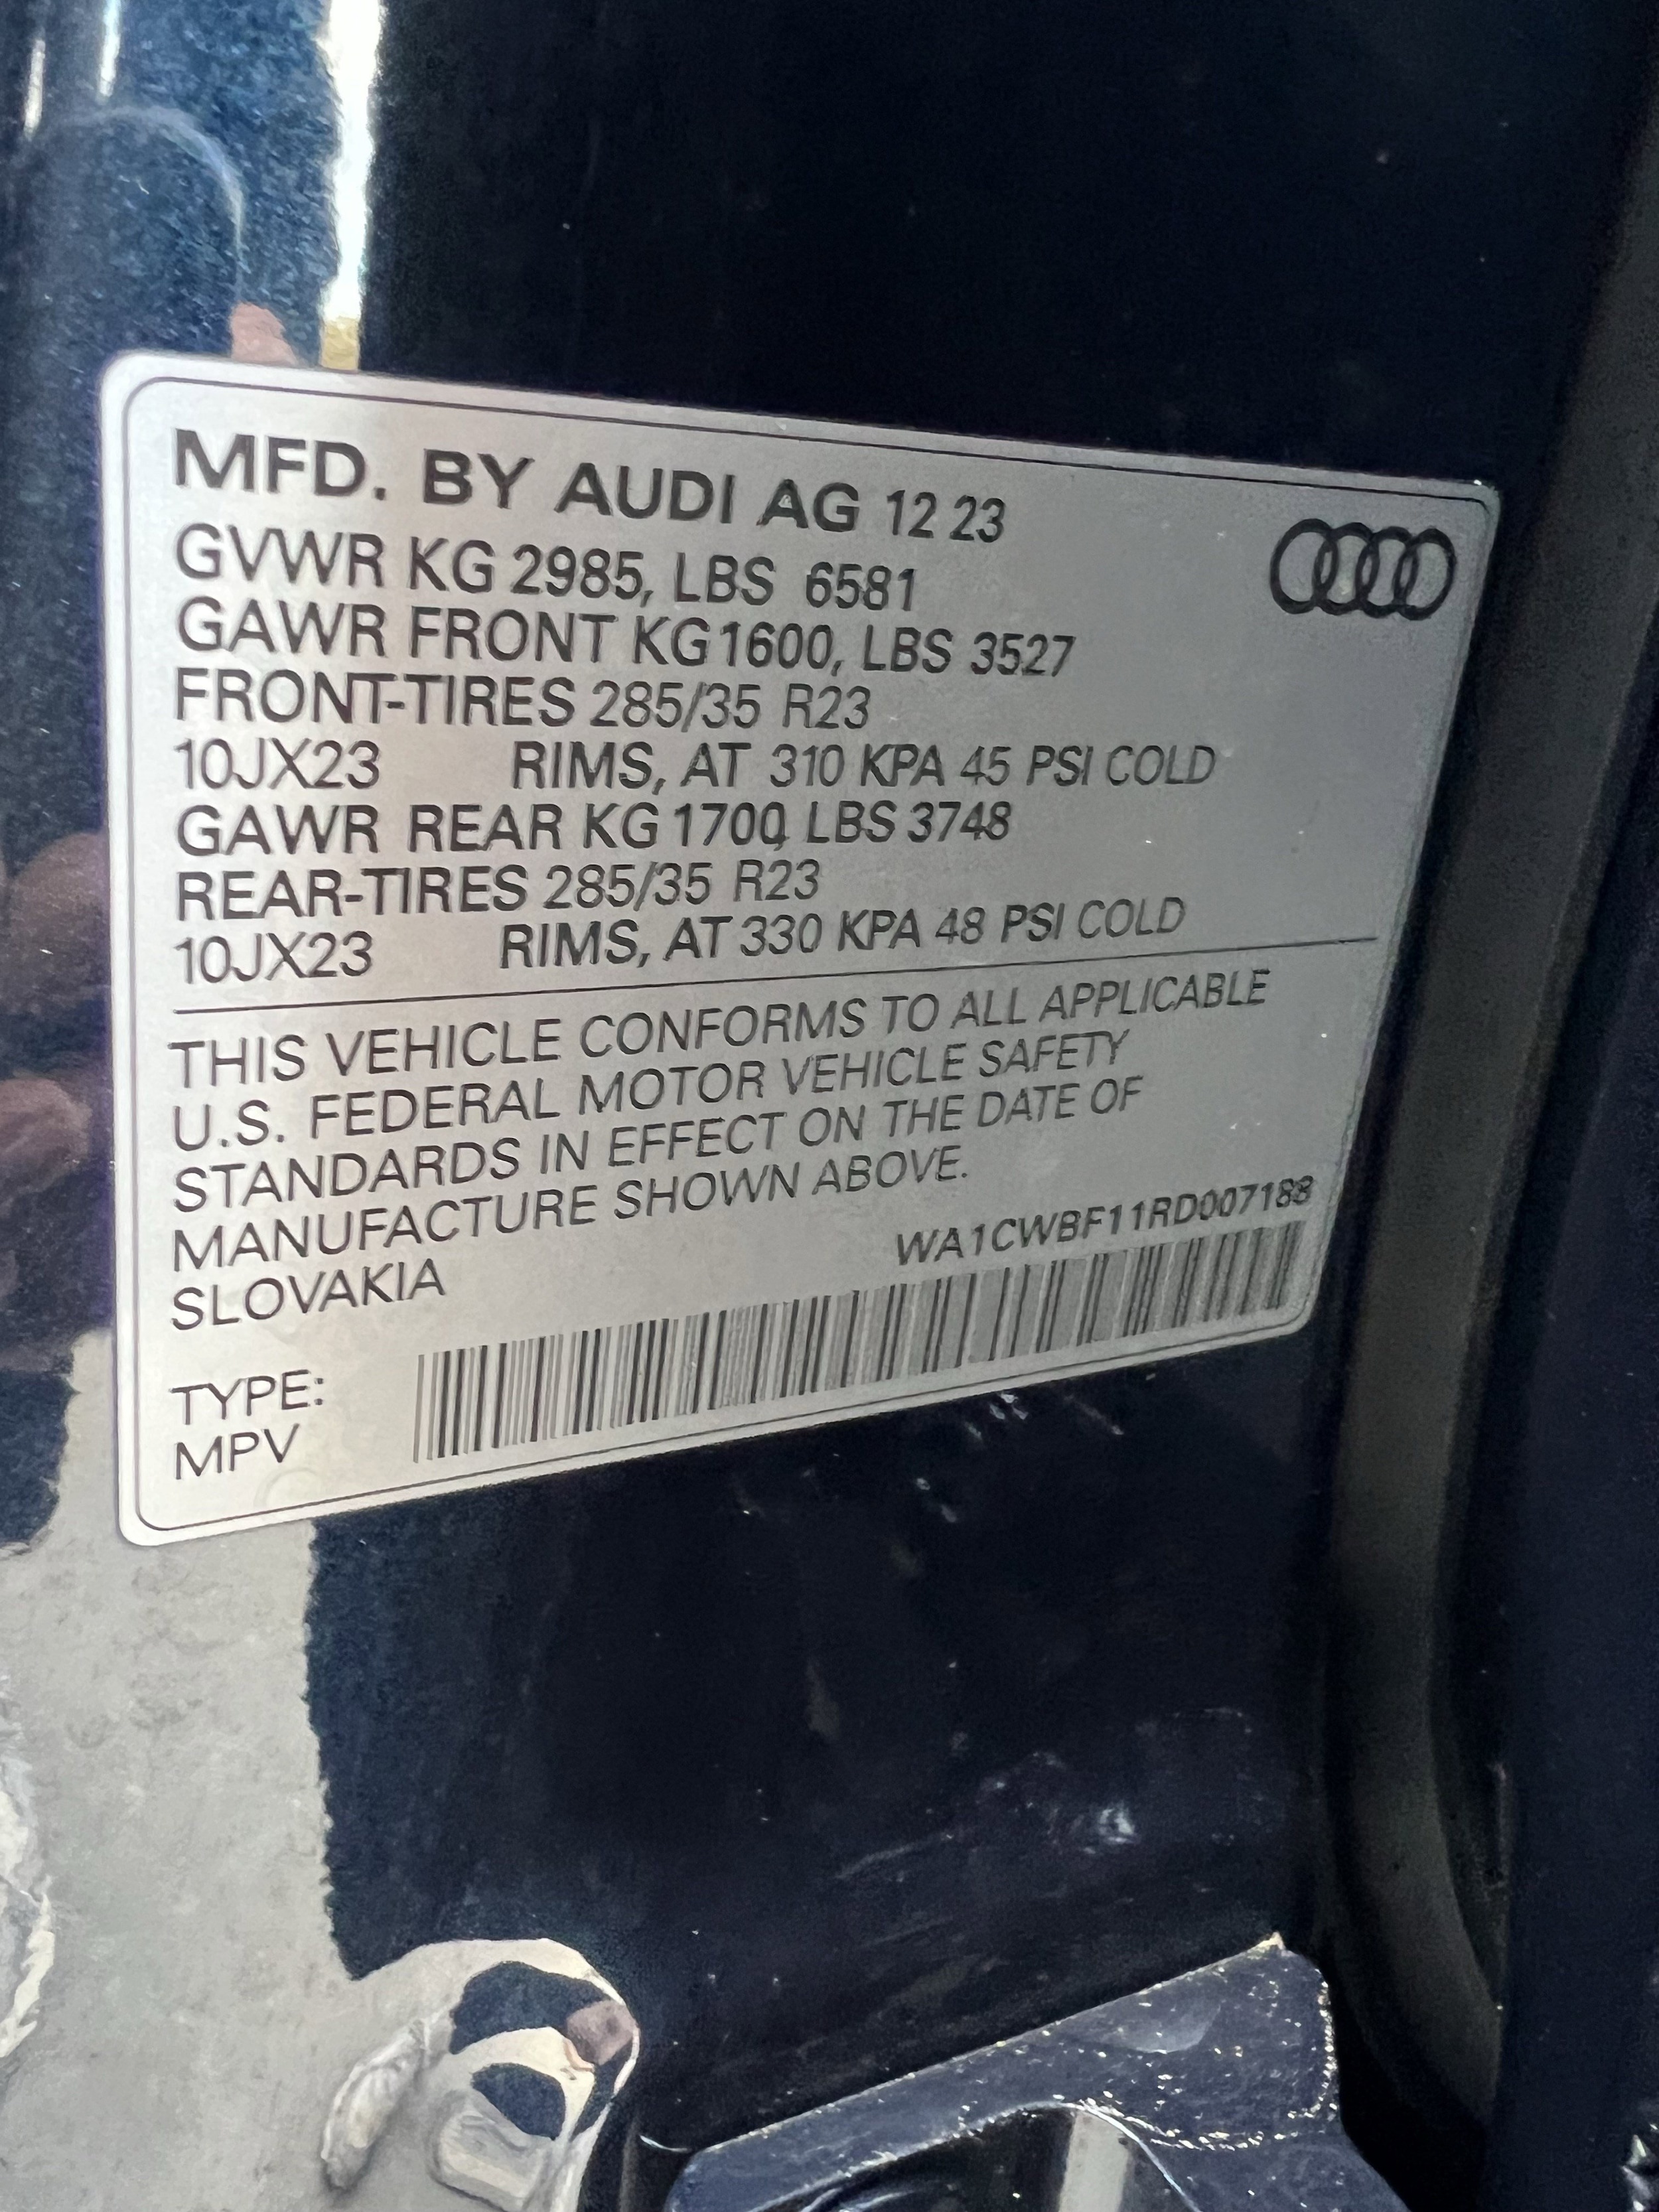 MFD. BY AUDI AG 12 23
GVWR KG 2985, LBS 6581
GAWR FRONT KG 1600, LBS 3527
FRONT-TIRES 285/35 R23
10JX23 RIMS, AT 310 KPA 45 PSI COLD
GAWR REAR KG 1700, LBS 3748
REAR-TIRES 285/35 R23
10JX23 RIMS, AT 330 KPA 48 PSI COLD
THIS VEHICLE CONFORMS TO ALL APPLICABLE
U.S. FEDERAL MOTOR VEHICLE SAFETY
STANDARDS IN EFFECT ON THE DATE OF
MANUFACTURE SHOWN ABOVE.
WA1CWBF11RD007188
SLOVAKIA
TYPE:
MPV